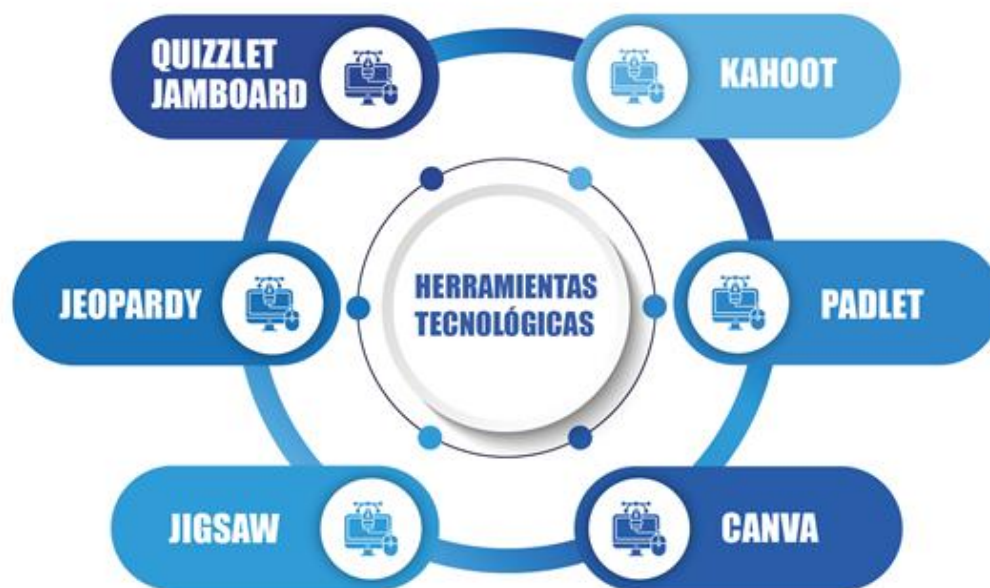 QUIZZLET
JAMBOARD
KAHOOT
JEOPARDY
HERRAMIENTAS
TECNOLÓGICAS
PADLET
JIGSAW
CANVA